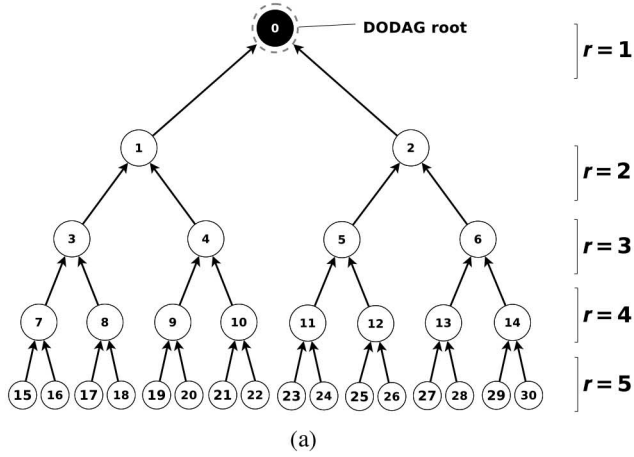 0 DODAG root r = 1
1 2 r = 2
3 4 5 6 r = 3
7 8 9 10 11 12 13 14 r = 4
15 16 17 18 19 20 21 22 23 24 25 26 27 28 29 30 r = 5
(a)